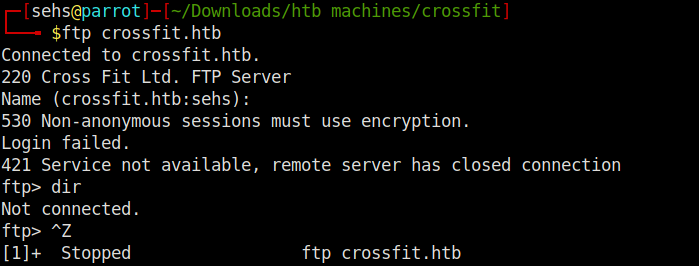 ┌─[sehs@parrot]─[~/Downloads/htb machines/crossfit]
└──╼ $ftp crossfit.htb
Connected to crossfit.htb.
220 Cross Fit Ltd. FTP Server
Name (crossfit.htb:sehs):
530 Non-anonymous sessions must use encryption.
Login failed.
421 Service not available, remote server has closed connection
ftp> dir
Not connected.
ftp> ^Z
[1]+  Stopped                 ftp crossfit.htb